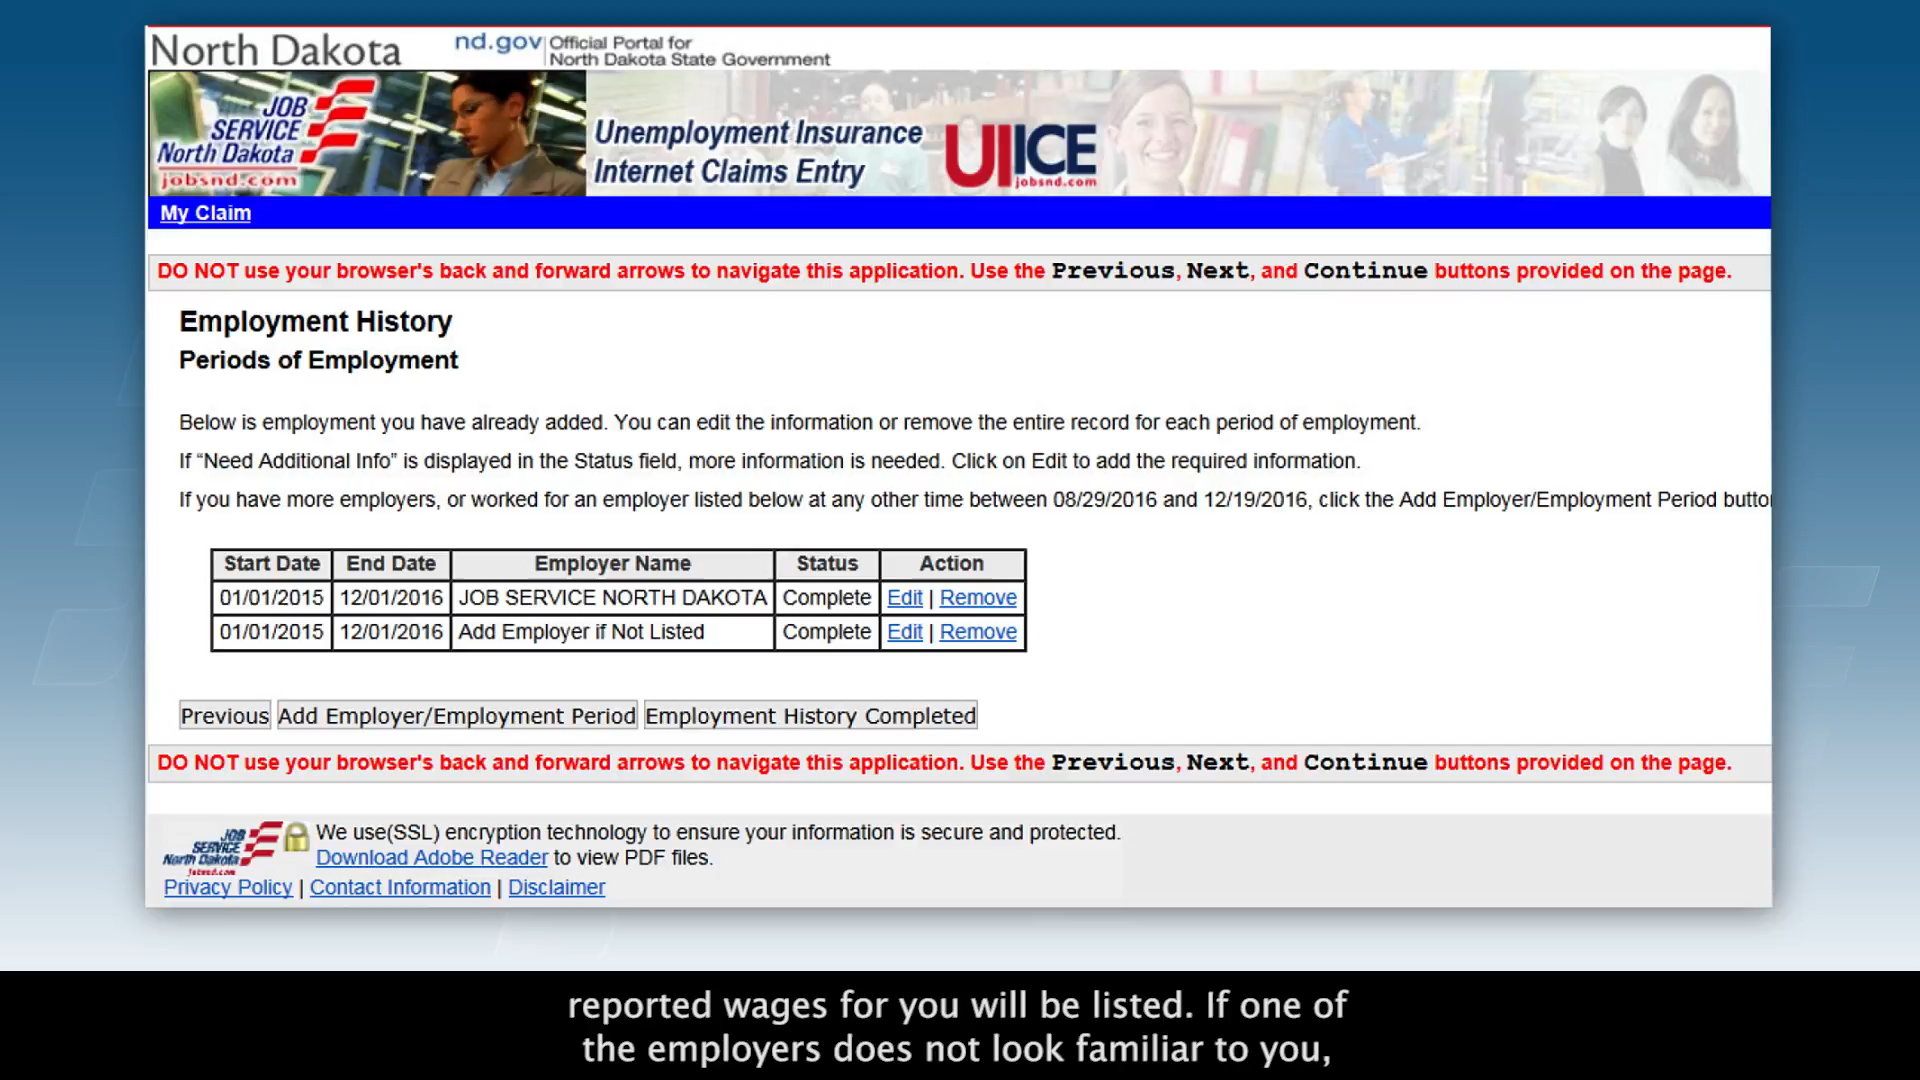 North Dakota
nd.gov
Official Portal for
North Dakota State Government
JOB
SERVICE
North Dakota
jobsnd.com
Unemployment Insurance
Internet Claims Entry
UIICE
jobsnd.com
My Claim
DO NOT use your browser's back and forward arrows to navigate this application. Use the Previous, Next, and Continue buttons provided on the page.
Employment History
Periods of Employment
Below is employment you have already added. You can edit the information or remove the entire record for each period of employment.
If “Need Additional Info” is displayed in the Status field, more information is needed. Click on Edit to add the required information.
If you have more employers, or worked for an employer listed below at any other time between 08/29/2016 and 12/19/2016, click the Add Employer/Employment Period butto
Start Date End Date Employer Name Status Action
01/01/2015 12/01/2016 JOB SERVICE NORTH DAKOTA Complete Edit | Remove
01/01/2015 12/01/2016 Add Employer if Not Listed Complete Edit | Remove
Previous Add Employer/Employment Period Employment History Completed
DO NOT use your browser's back and forward arrows to navigate this application. Use the Previous, Next, and Continue buttons provided on the page.
JOB
SERVICE
North Dakota
jobsnd.com
We use(SSL) encryption technology to ensure your information is secure and protected.
Download Adobe Reader to view PDF files.
Privacy Policy | Contact Information | Disclaimer
reported wages for you will be listed. If one of
the employers does not look familiar to you,